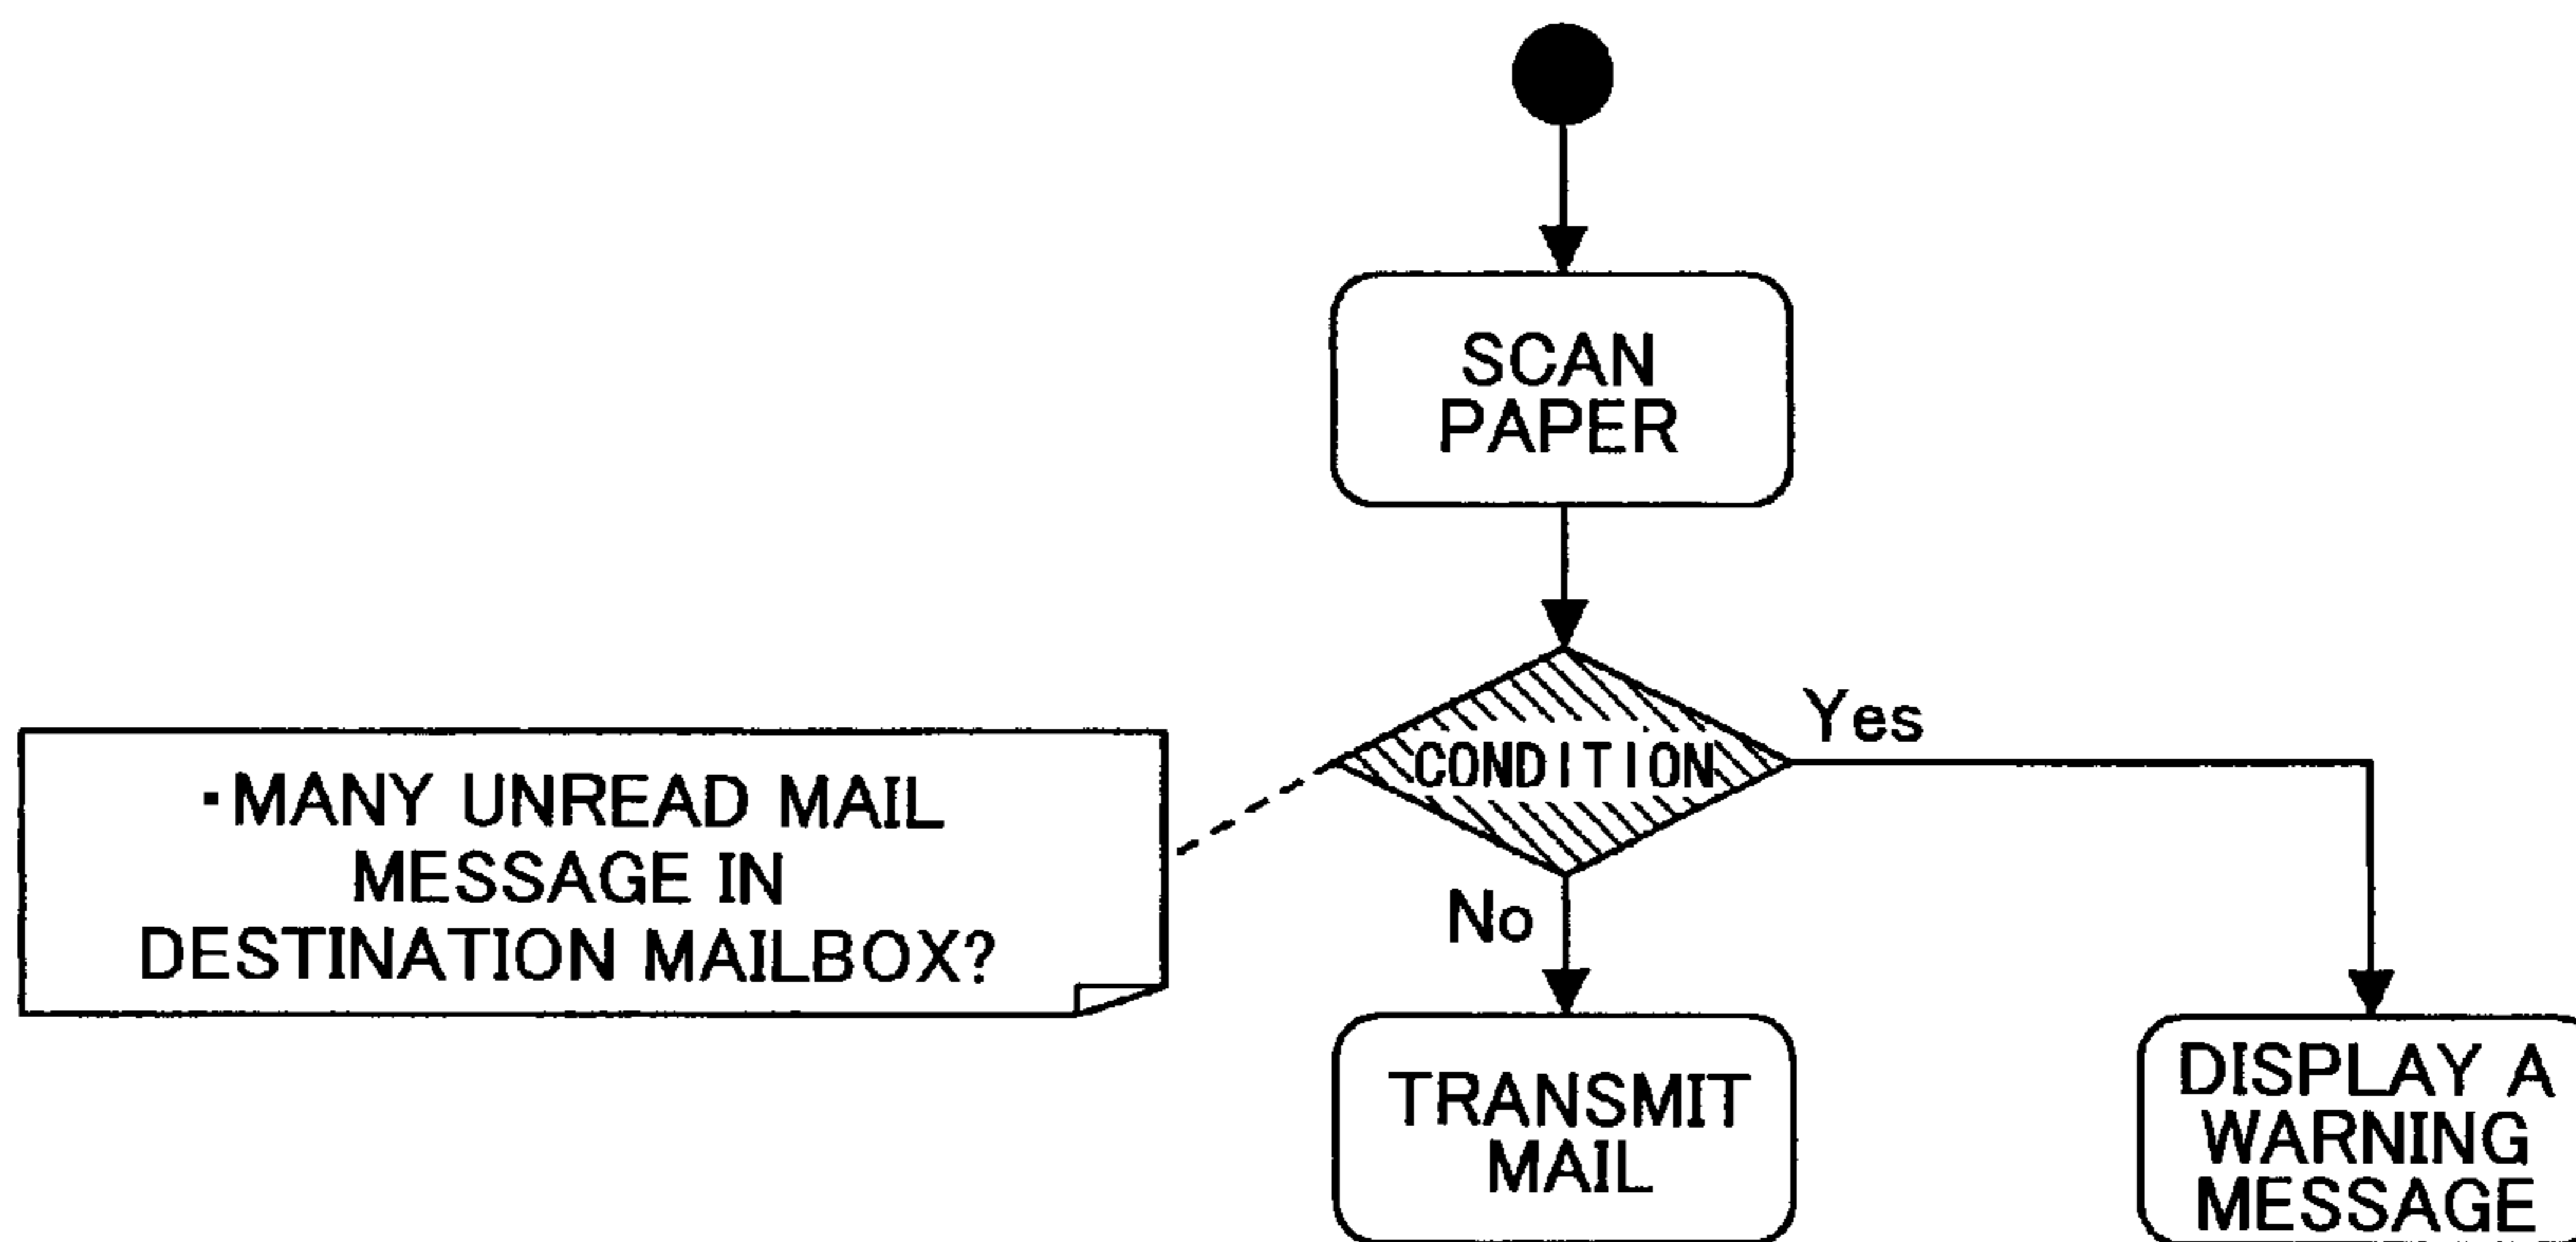 SCAN
PAPER
CONDITION
Yes
・MANY UNREAD MAIL
MESSAGE IN
DESTINATION MAILBOX?
No
TRANSMIT
MAIL
DISPLAY A
WARNING
MESSAGE